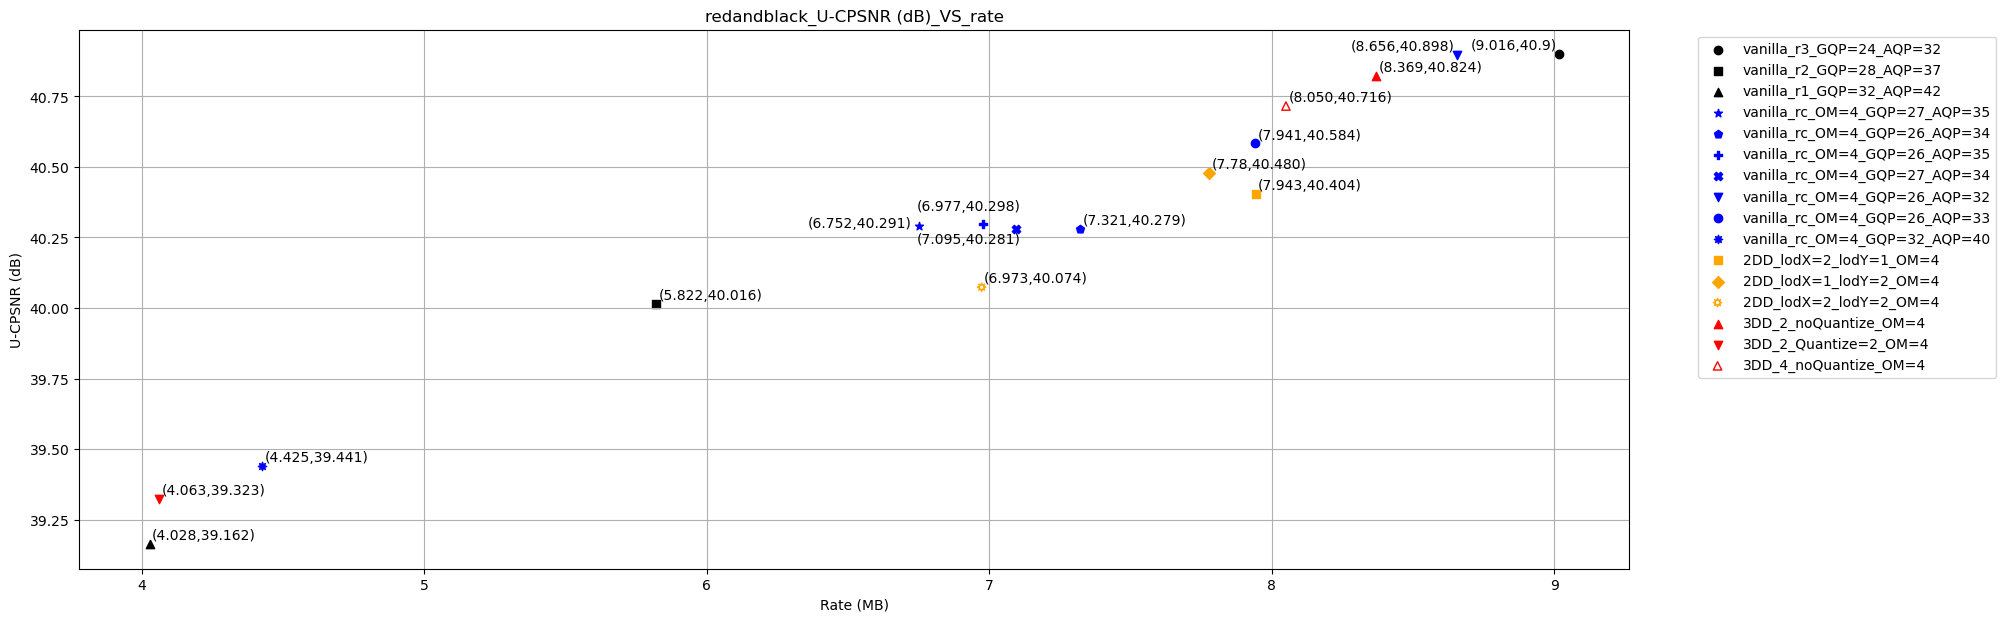 redandblack_U-CPSNR (dB)_VS_rate
U-CPSNR (dB)
40.75
40.50
40.25
40.00
39.75
39.50
39.25
(8.656,40.898)
(9.016,40.9)
(8.369,40.824)
(8.050,40.716)
(7.941,40.584)
(7.78,40.480)
(7.943,40.404)
(6.977,40.298)
(6.752,40.291)
(7.321,40.279)
(7.095,40.281)
(6.973,40.074)
(5.822,40.016)
(4.425,39.441)
(4.063,39.323)
(4.028,39.162)
4
5
6
7
8
9
Rate (MB)
vanilla_r3_GQP=24_AQP=32
vanilla_r2_GQP=28_AQP=37
vanilla_r1_GQP=32_AQP=42
vanilla_rc_OM=4_GQP=27_AQP=35
vanilla_rc_OM=4_GQP=26_AQP=34
vanilla_rc_OM=4_GQP=26_AQP=35
vanilla_rc_OM=4_GQP=27_AQP=34
vanilla_rc_OM=4_GQP=26_AQP=32
vanilla_rc_OM=4_GQP=26_AQP=33
vanilla_rc_OM=4_GQP=32_AQP=40
2DD_lodX=2_lodY=1_OM=4
2DD_lodX=1_lodY=2_OM=4
2DD_lodX=2_lodY=2_OM=4
3DD_2_noQuantize_OM=4
3DD_2_Quantize=2_OM=4
3DD_4_noQuantize_OM=4